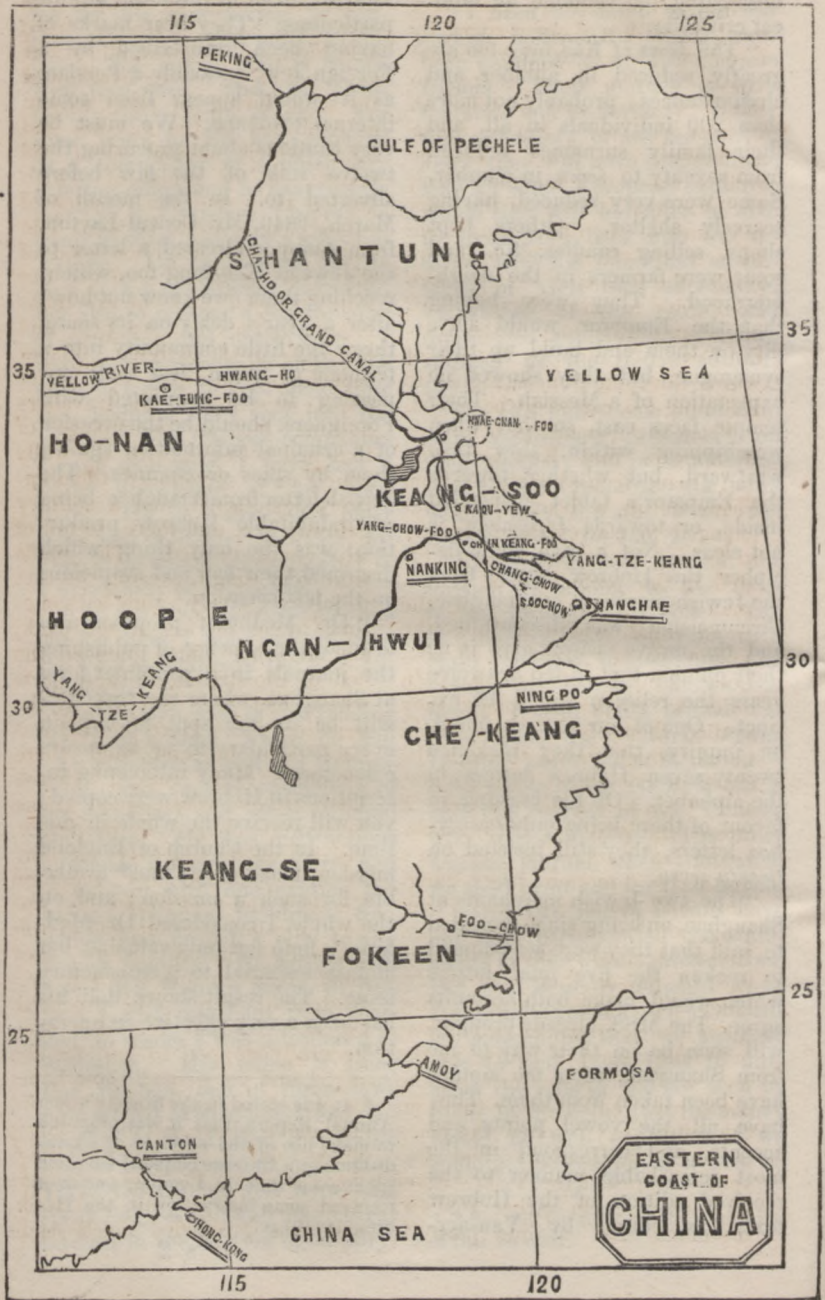 115
120
125
PEKING
GULF OF PECHELE
SHANTUNG
CHA-HO OR GRAND CANAL
35
35
YELLOW RIVER
HWANG-HO
YELLOW SEA
KAE-FUNG-FOO
HO-NAN
HWAE-GNAN-FOO
KEANG-SOO
KAOU-YEW
YANG-CHOW-FOO
CHIN KEANG-FOO
YANG-TZE-KEANG
NANKING
CHANG-CHOW
SOOCHOW
SHANGHAE
HOOPE
NGAN-HWUI
30
YANG-TZE-KEANG
NING PO
30
CHE-KEANG
KEANG-SE
FOO-CHOW
FOKEEN
25
25
AMOY
FORMOSA
CANTON
EASTERN
COAST OF
CHINA
HONG-KONG
CHINA SEA
115
120